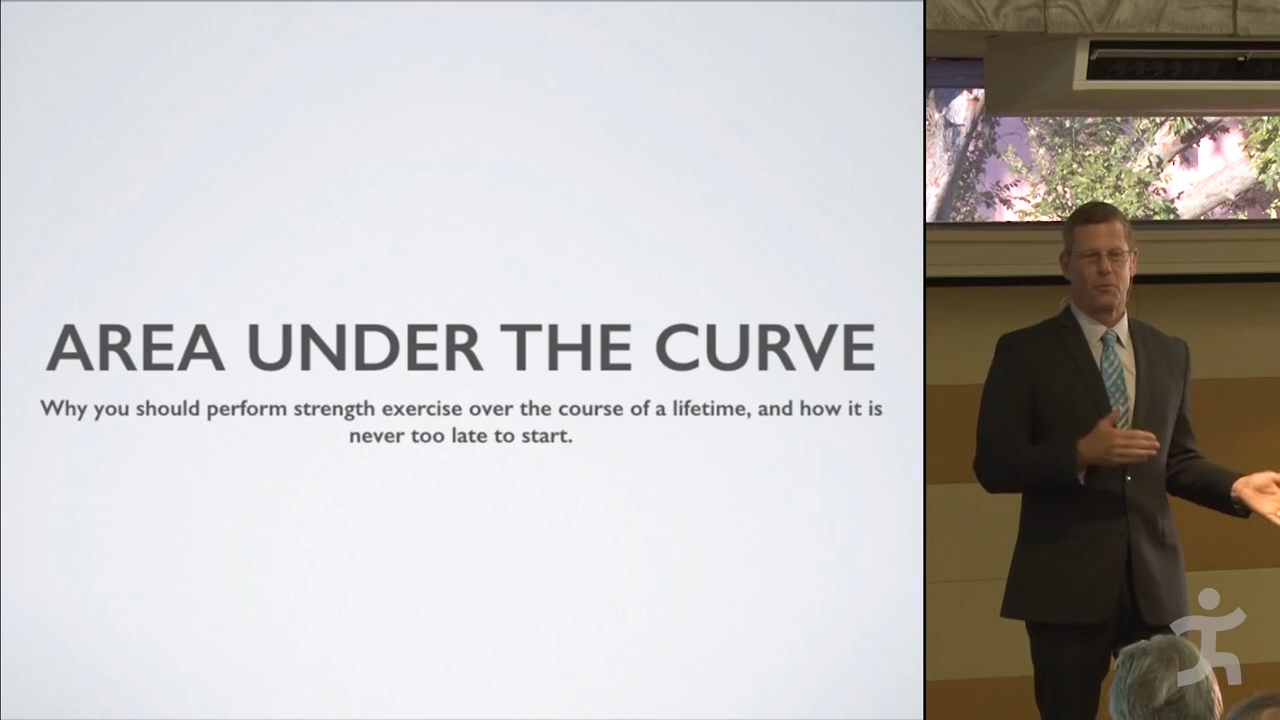 AREA UNDER THE CURVE
Why you should perform strength exercise over the course of a lifetime, and how it is
never too late to start.